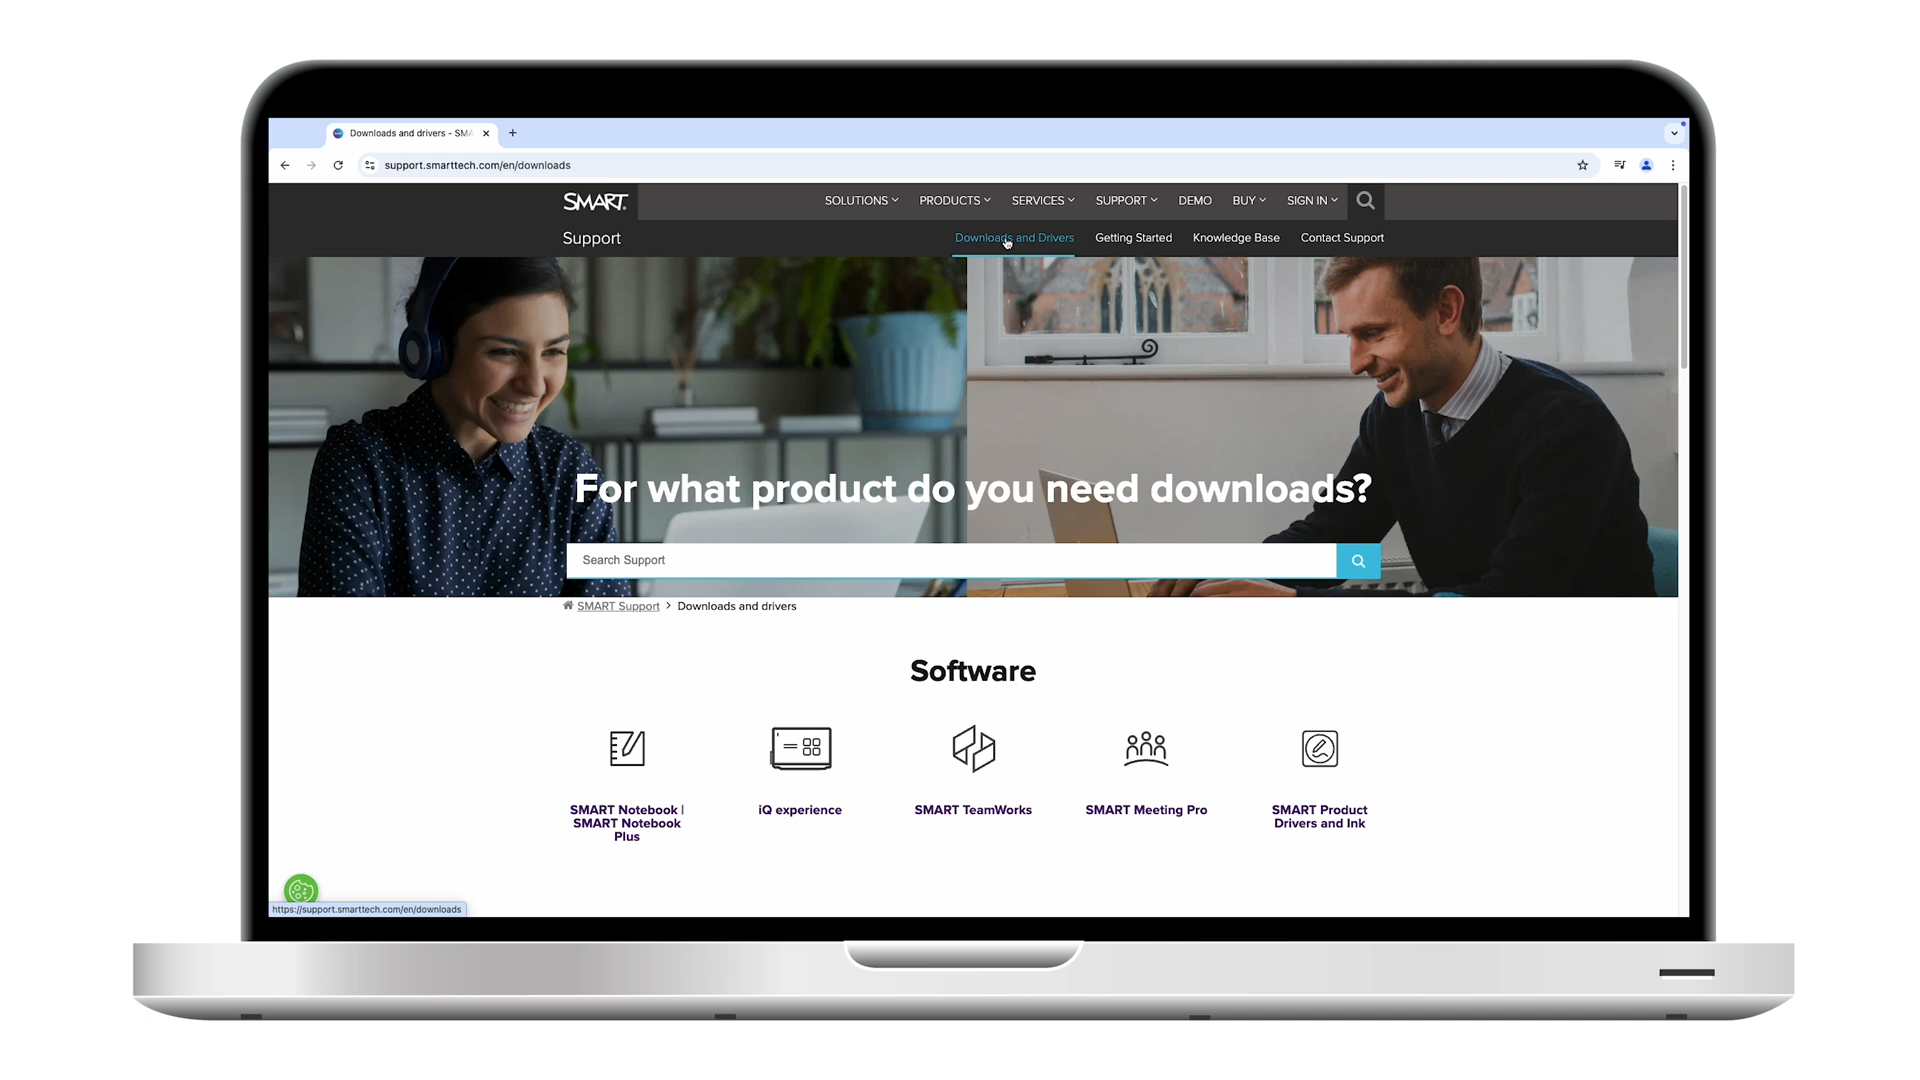 Downloads and drivers - SMA
support.smarttech.com/en/downloads
SMART
SOLUTIONS PRODUCTS SERVICES SUPPORT DEMO BUY SIGN IN
Support
Downloads and Drivers Getting Started Knowledge Base Contact Support
For what product do you need downloads?
Search Support
SMART Support > Downloads and drivers
Software
SMART Notebook |
SMART Notebook
Plus
iQ experience
SMART TeamWorks
SMART Meeting Pro
SMART Product
Drivers and Ink
https://support.smarttech.com/en/downloads